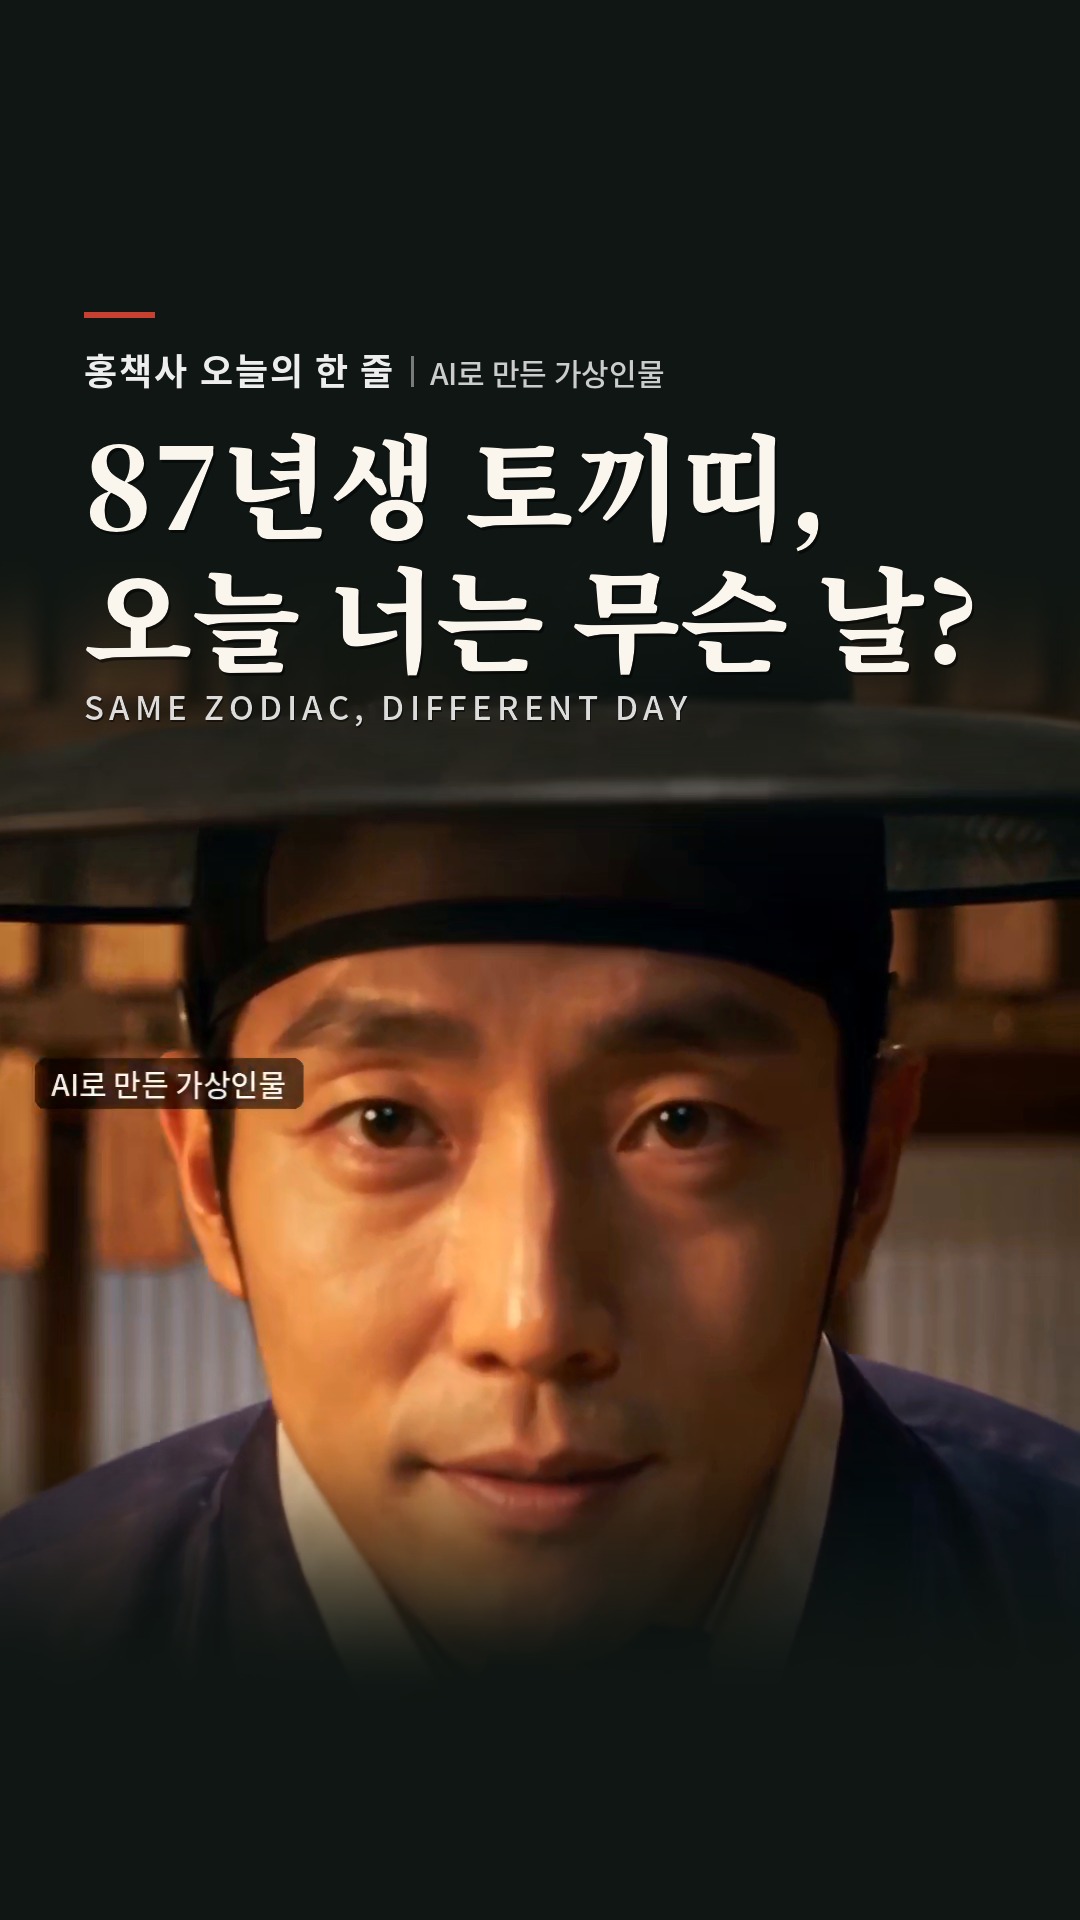 홍책사 오늘의 한 줄 | AI로 만든 가상인물
87년생 토끼띠,
오늘 너는 무슨 날?
SAME ZODIAC, DIFFERENT DAY
AI로 만든 가상인물